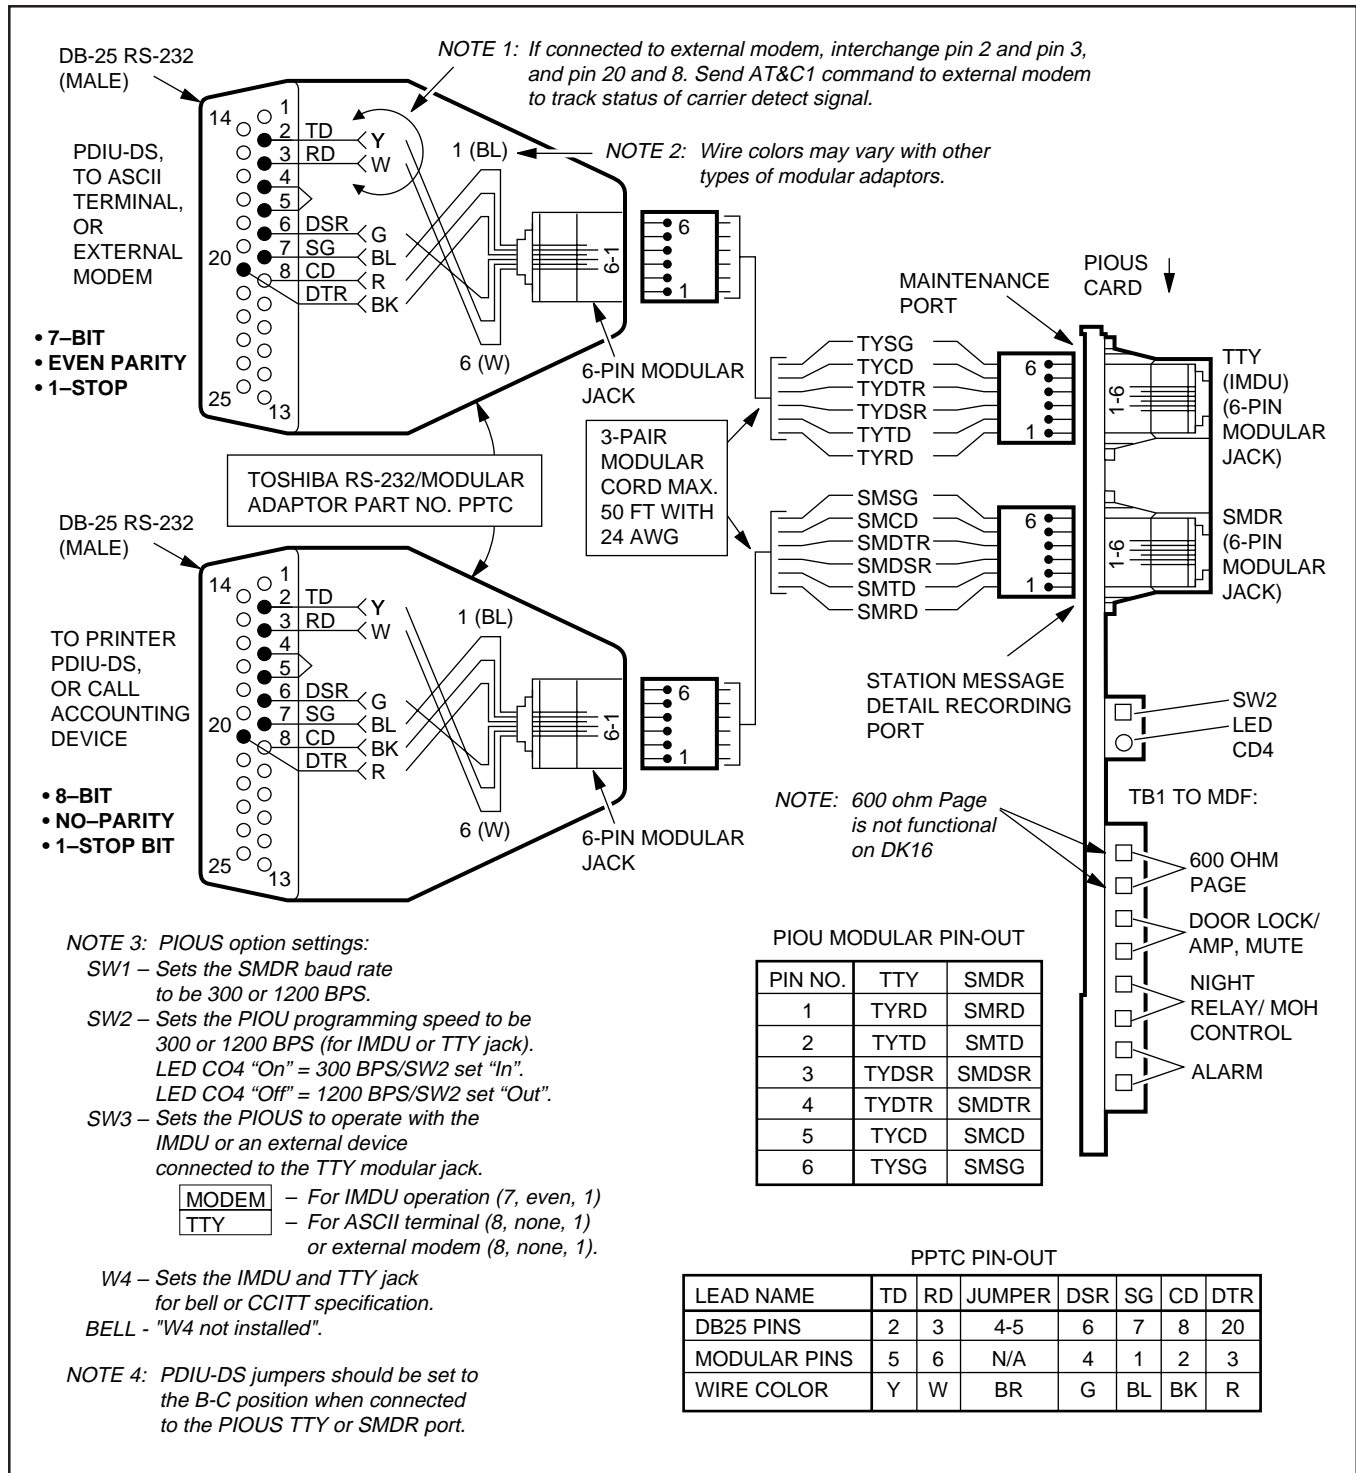 DB-25 RS-232
(MALE)
NOTE 1: If connected to external modem, interchange pin 2 and pin 3,
and pin 20 and 8. Send AT&C1 command to external modem
to track status of carrier detect signal.
14
1
2 TD Y
3 RD W
4
5
6 DSR G
7 SG BL
20
8 CD R
DTR BK
25
13
1 (BL)
6 (W)
NOTE 2: Wire colors may vary with other
types of modular adaptors.
PDIU-DS,
TO ASCII
TERMINAL,
OR
EXTERNAL
MODEM
• 7–BIT
• EVEN PARITY
• 1–STOP
6-1
6
1
6-PIN MODULAR
JACK
MAINTENANCE
PORT
PIOUS
CARD
TYSG
TYCD
TYDTR
TYDSR
TYTD
TYRD
6
1
1-6
TTY
(IMDU)
(6-PIN
MODULAR
JACK)
3-PAIR
MODULAR
CORD MAX.
50 FT WITH
24 AWG
TOSHIBA RS-232/MODULAR
ADAPTOR PART NO. PPTC
SMSG
SMCD
SMDTR
SMDSR
SMTD
SMRD
6
1
1-6
SMDR
(6-PIN
MODULAR
JACK)
DB-25 RS-232
(MALE)
14
1
2 TD Y
3 RD W
4
5
6 DSR G
7 SG BL
20
8 CD BK
DTR R
25
13
1 (BL)
6 (W)
TO PRINTER
PDIU-DS,
OR CALL
ACCOUNTING
DEVICE
• 8–BIT
• NO–PARITY
• 1–STOP BIT
6-1
6
1
6-PIN MODULAR
JACK
STATION MESSAGE
DETAIL RECORDING
PORT
SW2
LED
CD4
NOTE: 600 ohm Page
is not functional
on DK16
TB1 TO MDF:
600 OHM
PAGE
DOOR LOCK/
AMP, MUTE
NIGHT
RELAY/ MOH
CONTROL
ALARM
NOTE 3: PIOUS option settings:
SW1 – Sets the SMDR baud rate
to be 300 or 1200 BPS.
SW2 – Sets the PIOU programming speed to be
300 or 1200 BPS (for IMDU or TTY jack).
LED CO4 “On” = 300 BPS/SW2 set “In”.
LED CO4 “Off” = 1200 BPS/SW2 set “Out”.
SW3 – Sets the PIOUS to operate with the
IMDU or an external device
connected to the TTY modular jack.
MODEM – For IMDU operation (7, even, 1)
TTY – For ASCII terminal (8, none, 1)
or external modem (8, none, 1).
W4 – Sets the IMDU and TTY jack
for bell or CCITT specification.
BELL - "W4 not installed".
NOTE 4: PDIU-DS jumpers should be set to
the B-C position when connected
to the PIOUS TTY or SMDR port.
PIOU MODULAR PIN-OUT
PIN NO. TTY SMDR
1 TYRD SMRD
2 TYTD SMTD
3 TYDSR SMDSR
4 TYDTR SMDTR
5 TYCD SMCD
6 TYSG SMSG
PPTC PIN-OUT
LEAD NAME TD RD JUMPER DSR SG CD DTR
DB25 PINS 2 3 4-5 6 7 8 20
MODULAR PINS 5 6 N/A 4 1 2 3
WIRE COLOR Y W BR G BL BK R